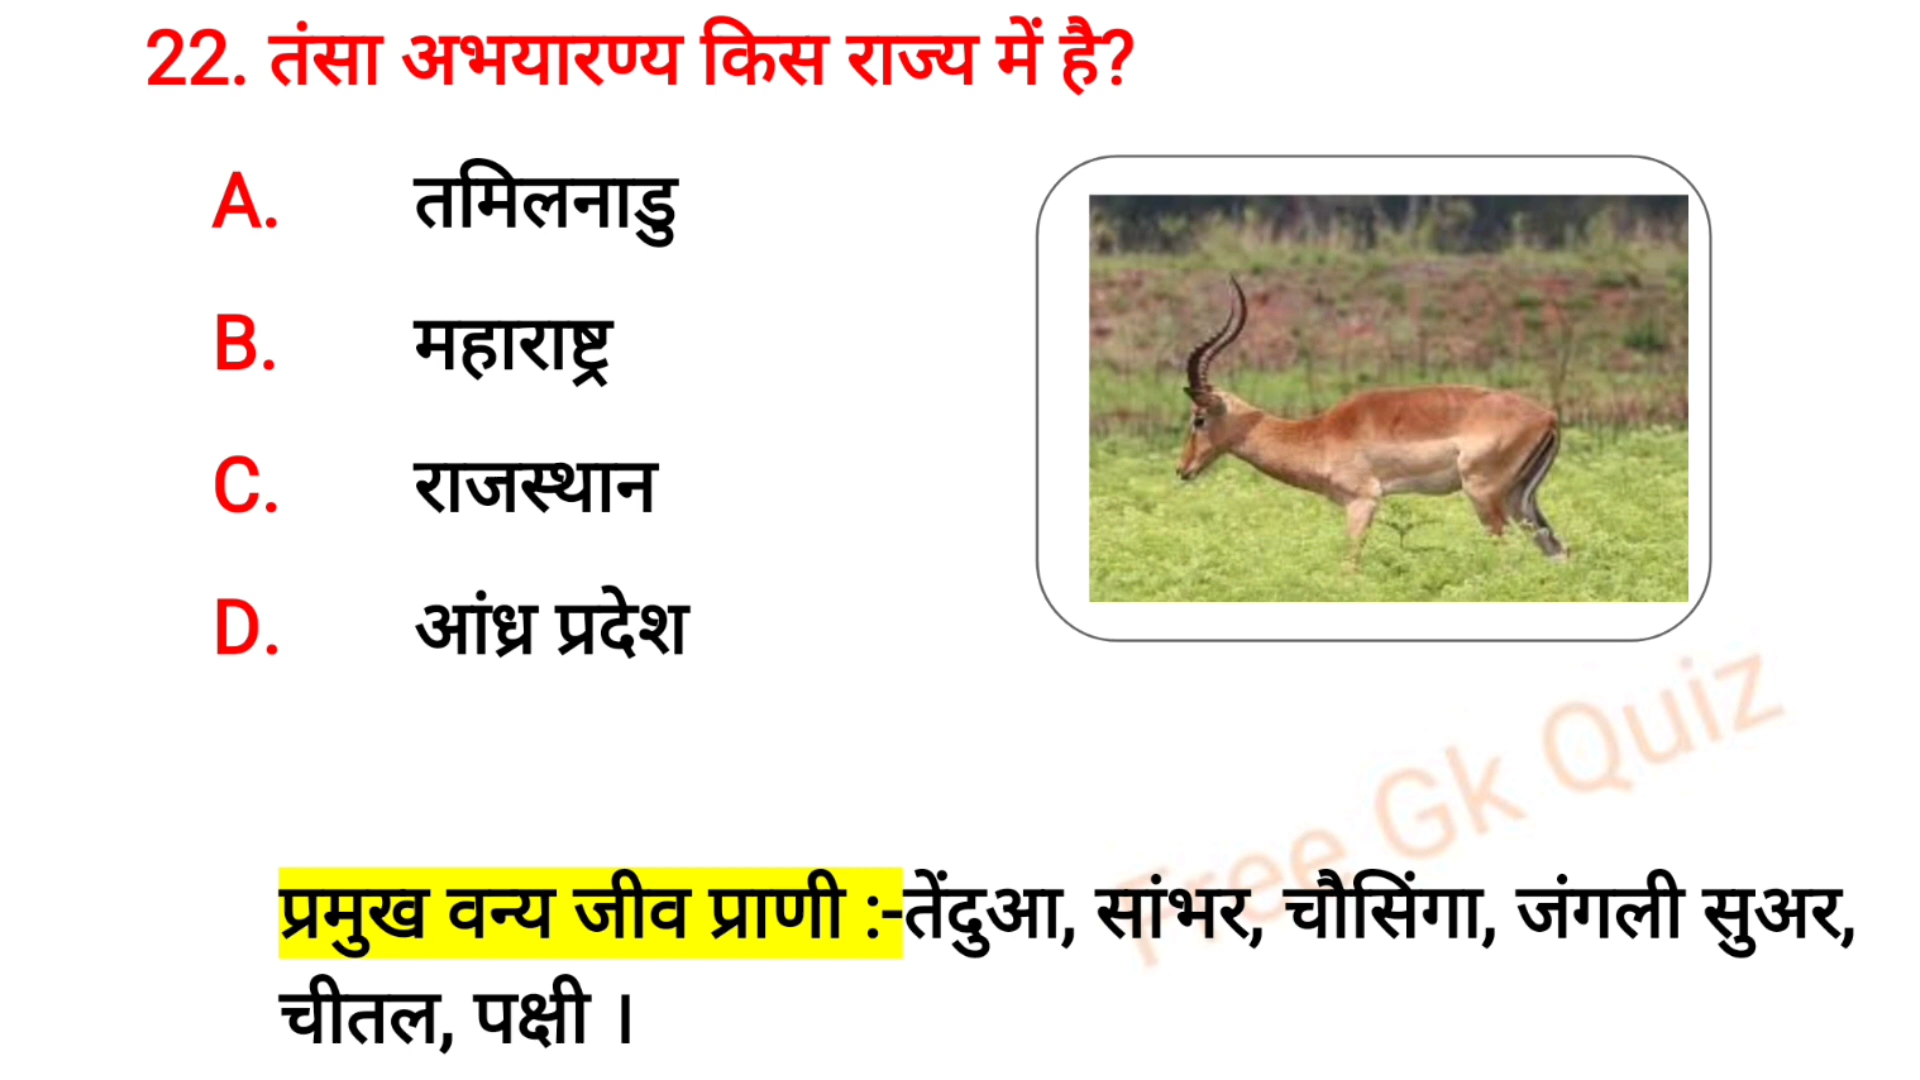 22. तंसा अभयारण्य किस राज्य में है?
A. तमिलनाडु
B. महाराष्ट्र
C. राजस्थान
D. आंध्र प्रदेश
Free Gk Quiz
प्रमुख वन्य जीव प्राणी :-तेंदुआ, सांभर, चौसिंगा, जंगली सुअर,
चीतल, पक्षी ।